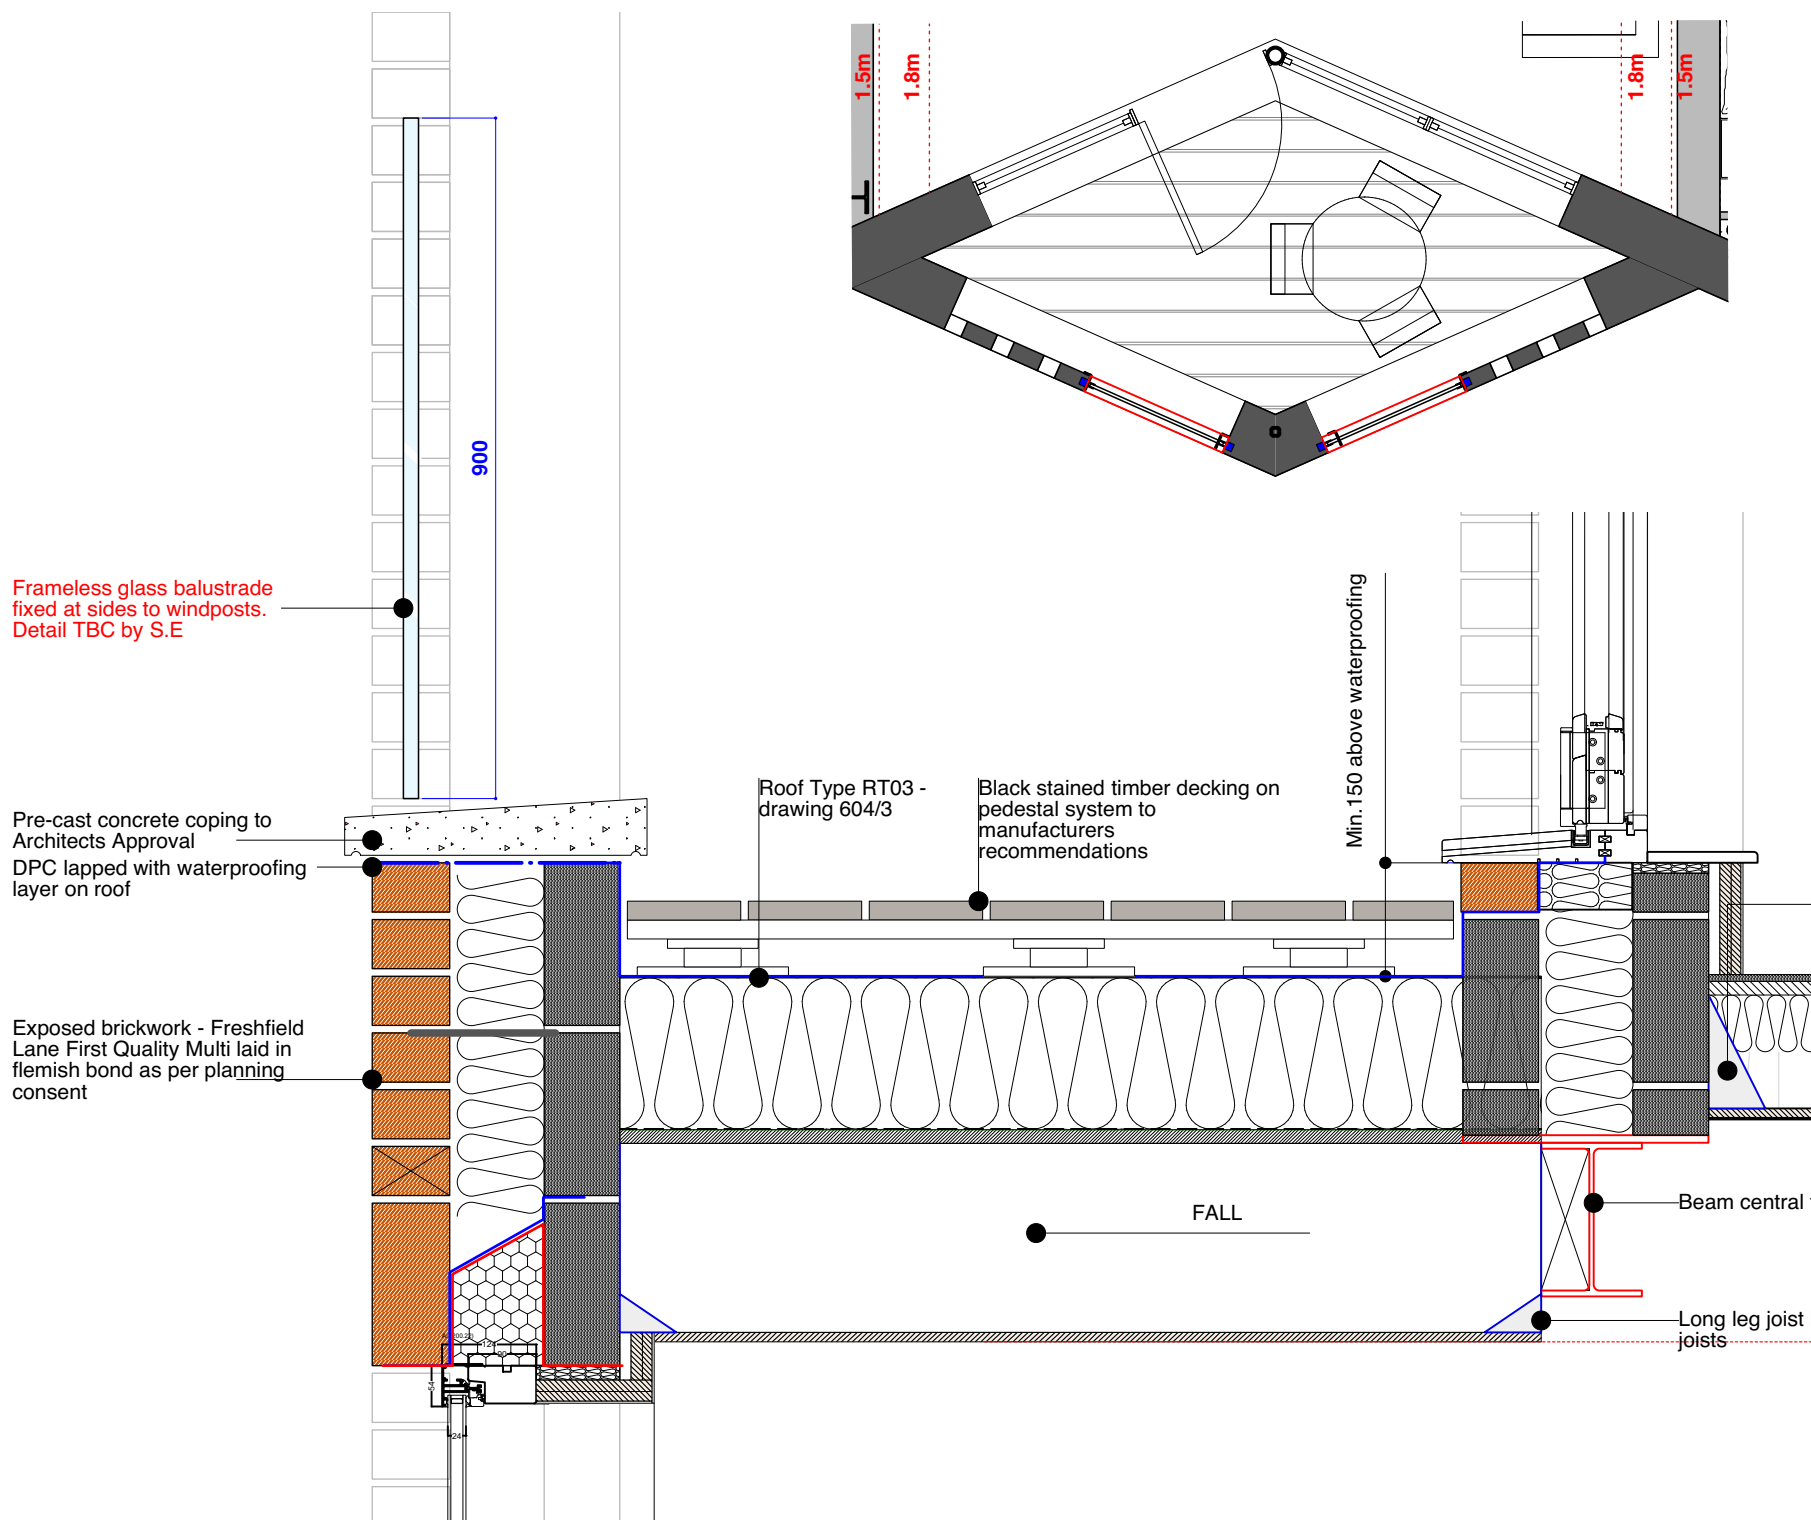 1.5m
1.8m
1.8m
1.5m
900
Frameless glass balustrade
fixed at sides to windposts.
Detail TBC by S.E
Min.150 above waterproofing
Roof Type RT03 -
drawing 604/3
Black stained timber decking on
pedestal system to
manufacturers
recommendations
Pre-cast concrete coping to
Architects Approval
DPC lapped with waterproofing
layer on roof
Exposed brickwork - Freshfield
Lane First Quality Multi laid in
flemish bond as per planning
consent
FALL
Beam central
Long leg joist
joists
124
90
54
24